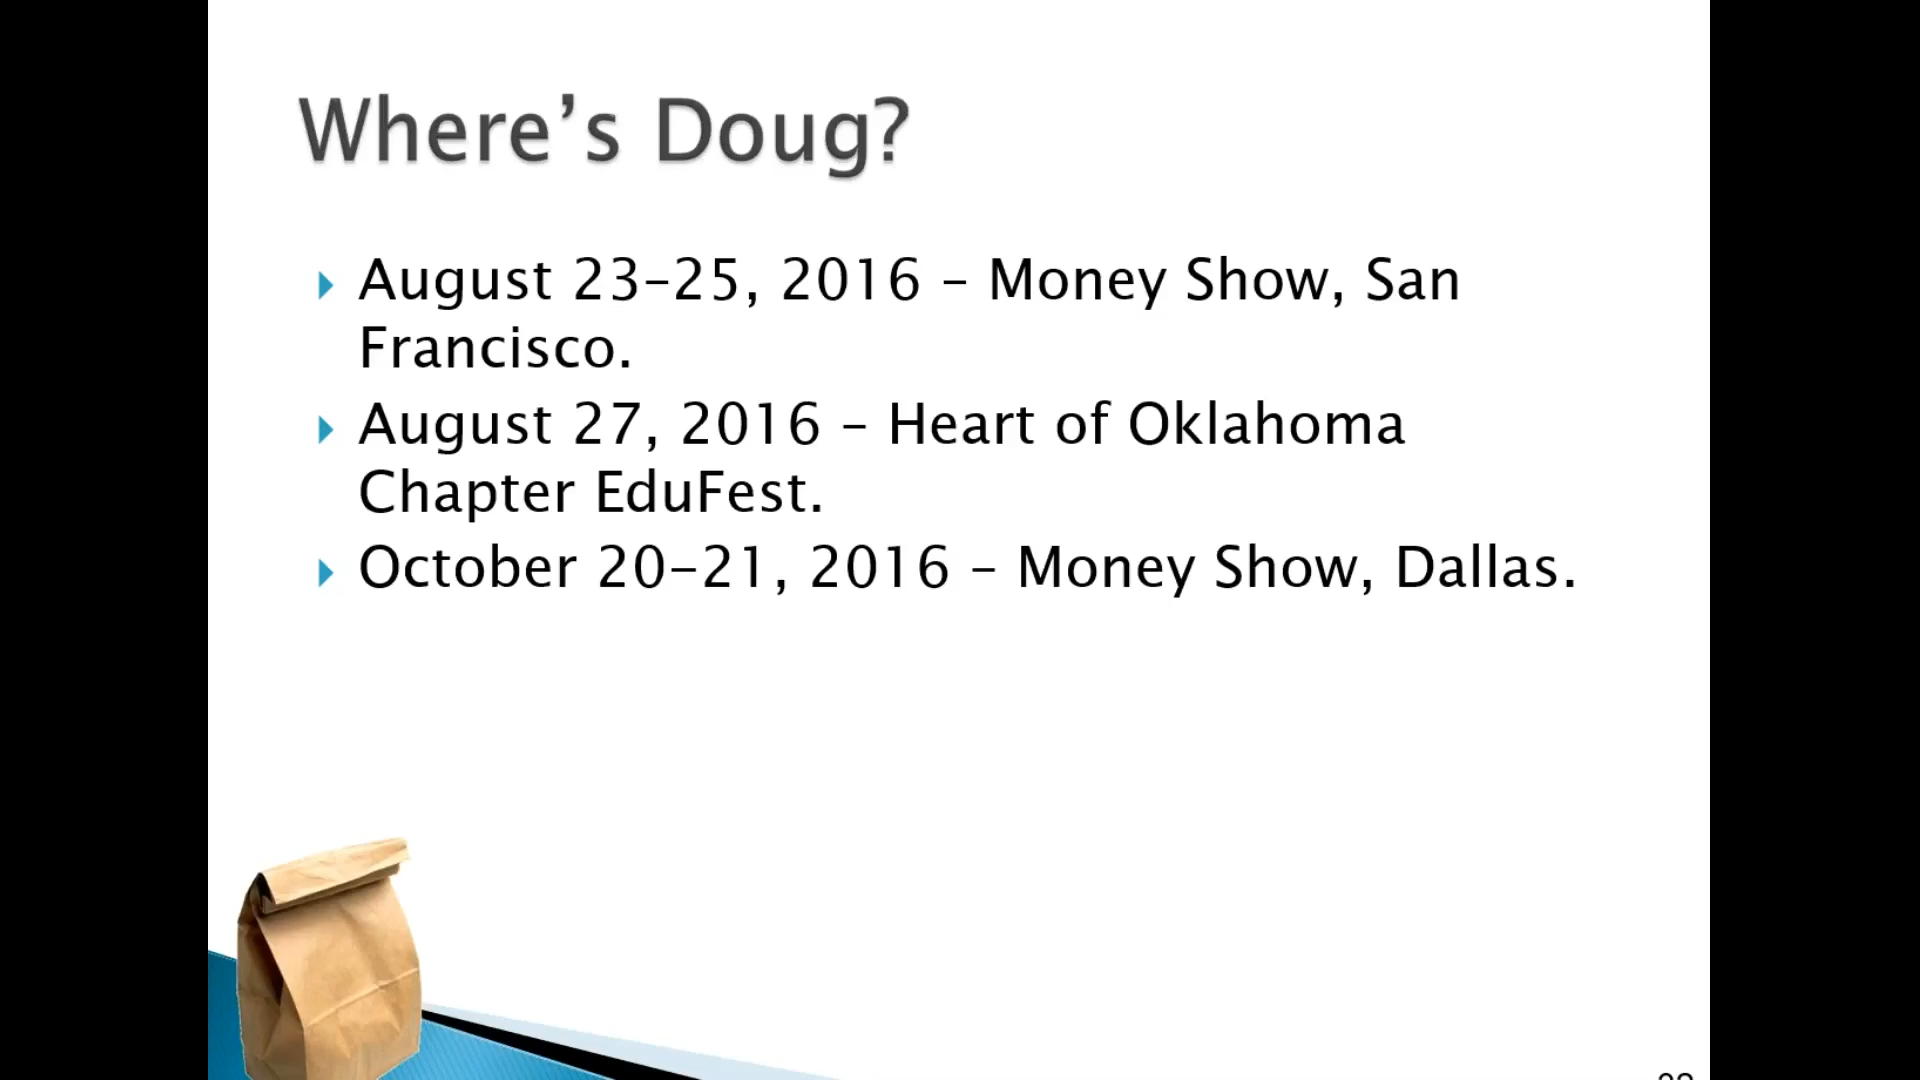 Where’s Doug?
August 23–25, 2016 – Money Show, San
Francisco.
August 27, 2016 – Heart of Oklahoma
Chapter EduFest.
October 20–21, 2016 – Money Show, Dallas.